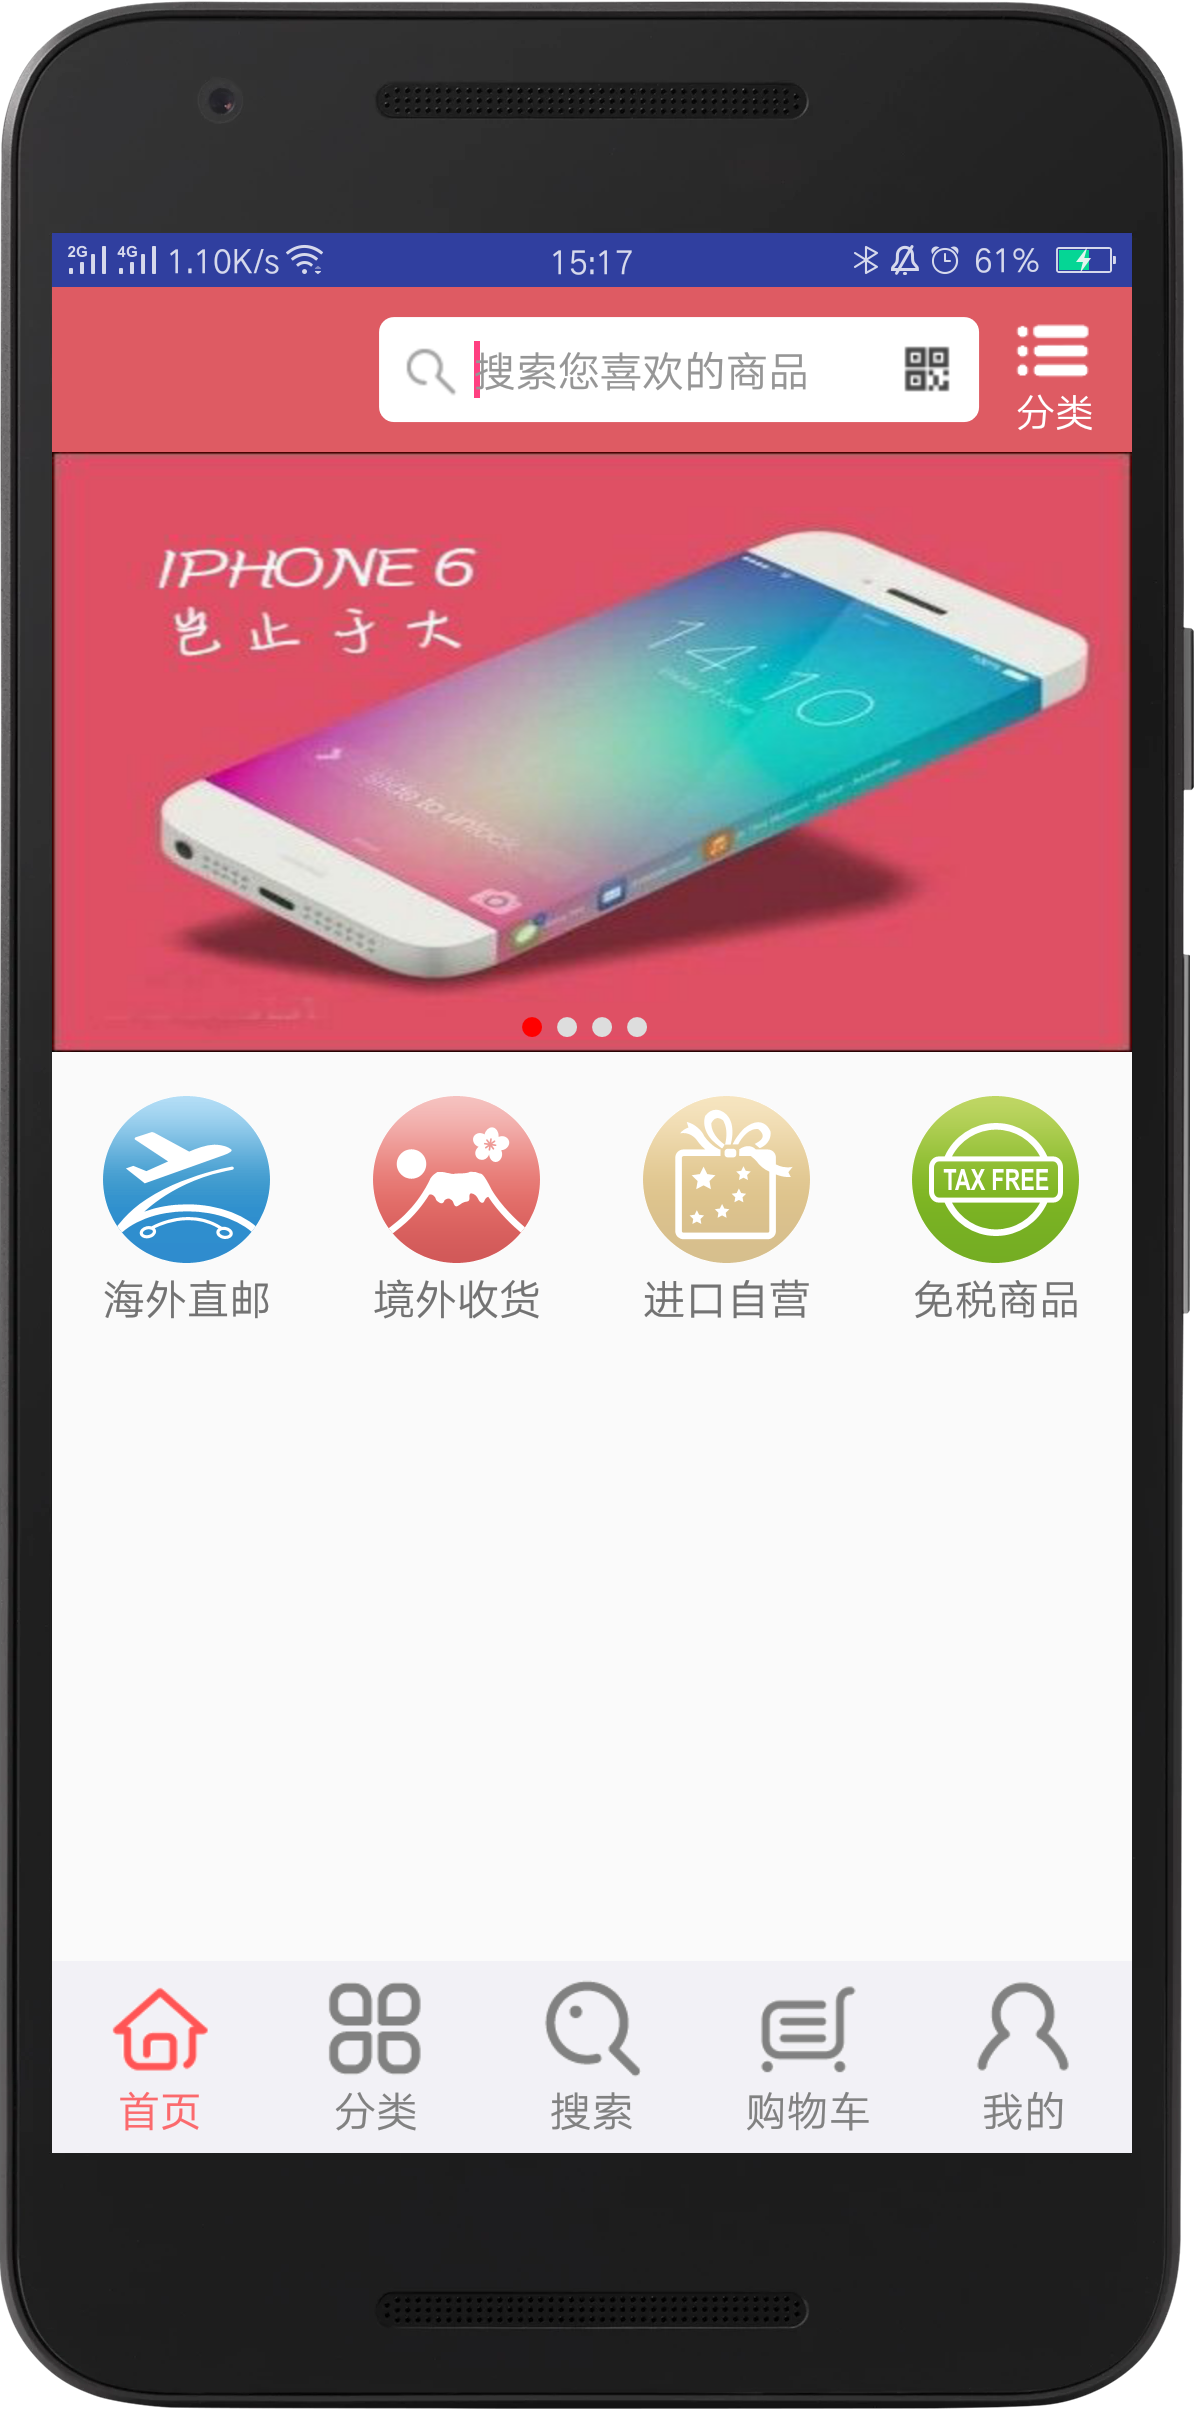 2G 4G 1.10K/s 15:17 61%
搜索您喜欢的商品
分类
IPHONE 6
岂止于大
14:10
slide to unlock
TAX FREE
海外直邮 境外收货 进口自营 免税商品
首页 分类 搜索 购物车 我的